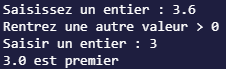 Saisissez un entier : 3.6
Rentrez une autre valeur > 0
Saisir un entier : 3
3.0 est premier